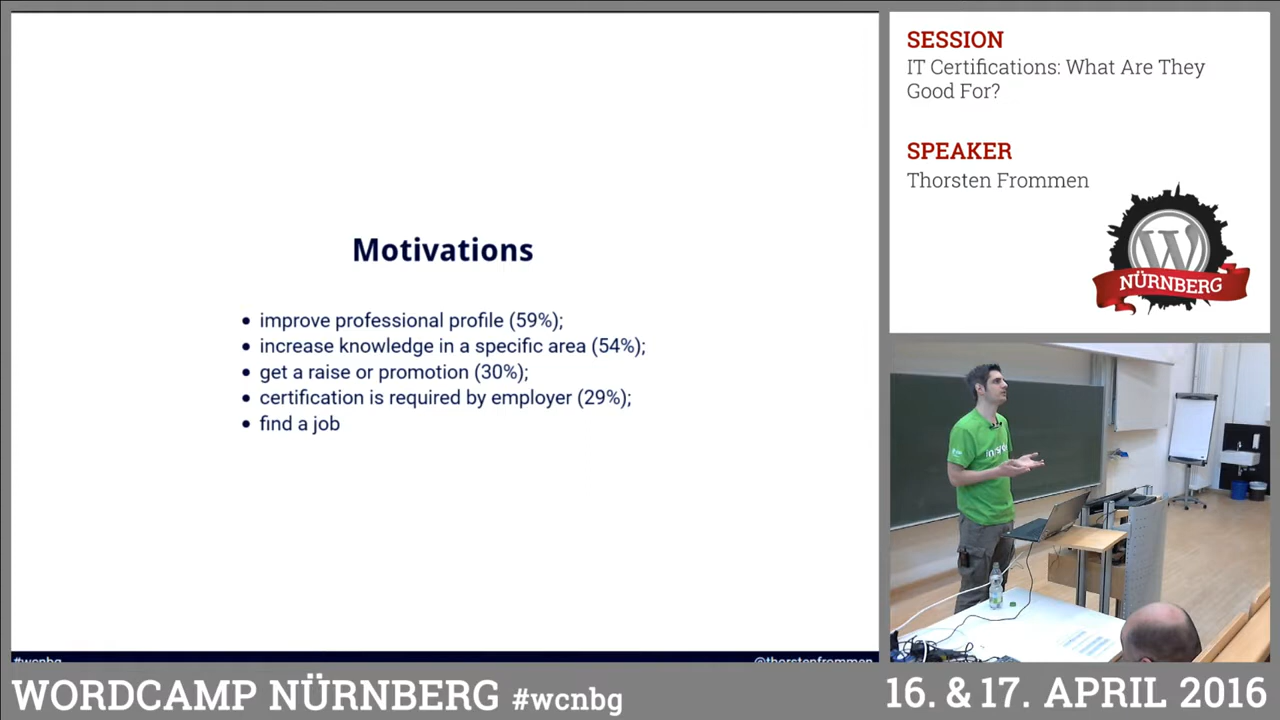 Motivations
improve professional profile (59%);
increase knowledge in a specific area (54%);
get a raise or promotion (30%);
certification is required by employer (29%);
find a job
#wcnbg
@thorstenfrommen
SESSION
IT Certifications: What Are They
Good For?
SPEAKER
Thorsten Frommen
W
NÜRNBERG
WORDCAMP NÜRNBERG #wcnbg
16. & 17. APRIL 2016